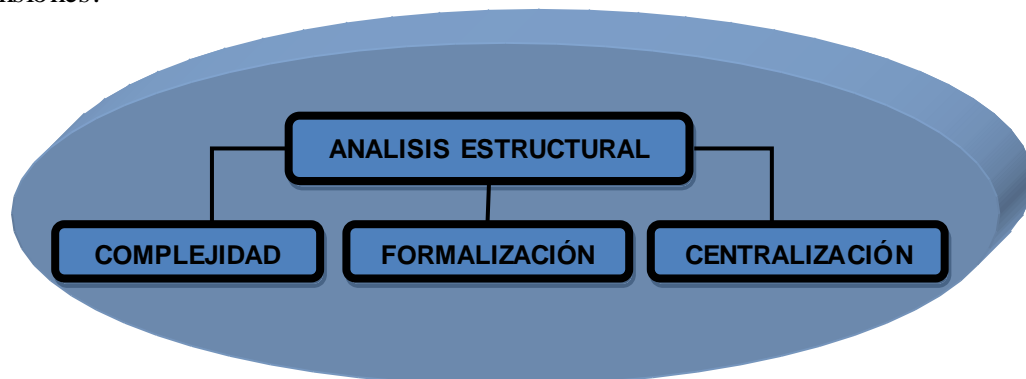 ANALISIS ESTRUCTURAL
COMPLEJIDAD FORMALIZACIÓN CENTRALIZACIÓN